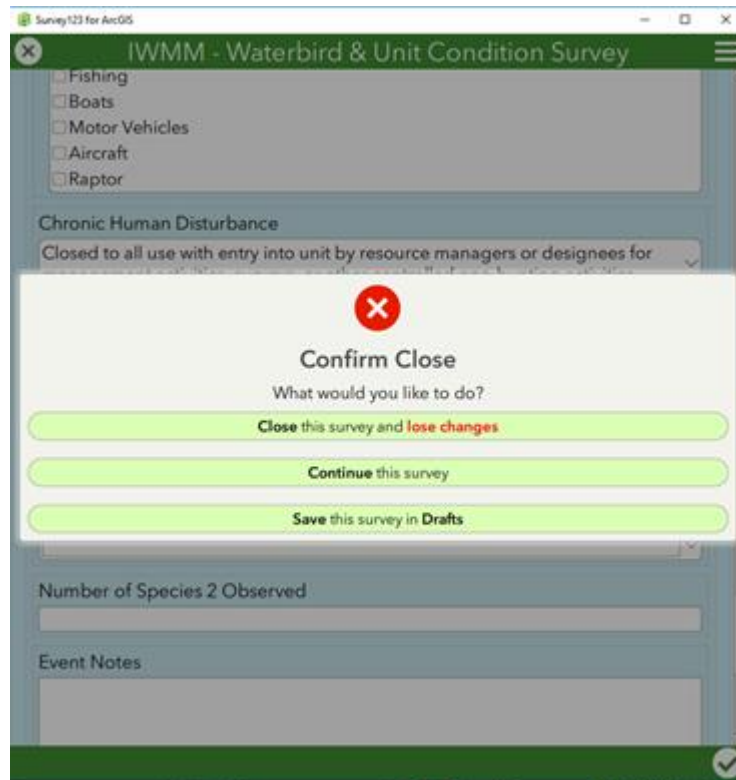 Survey123 for ArcGIS
IWMM - Waterbird & Unit Condition Survey
Fishing
Boats
Motor Vehicles
Aircraft
Raptor
Chronic Human Disturbance
Closed to all use with entry into unit by resource managers or designees for
Confirm Close
What would you like to do?
Close this survey and lose changes
Continue this survey
Save this survey in Drafts
Number of Species 2 Observed
Event Notes